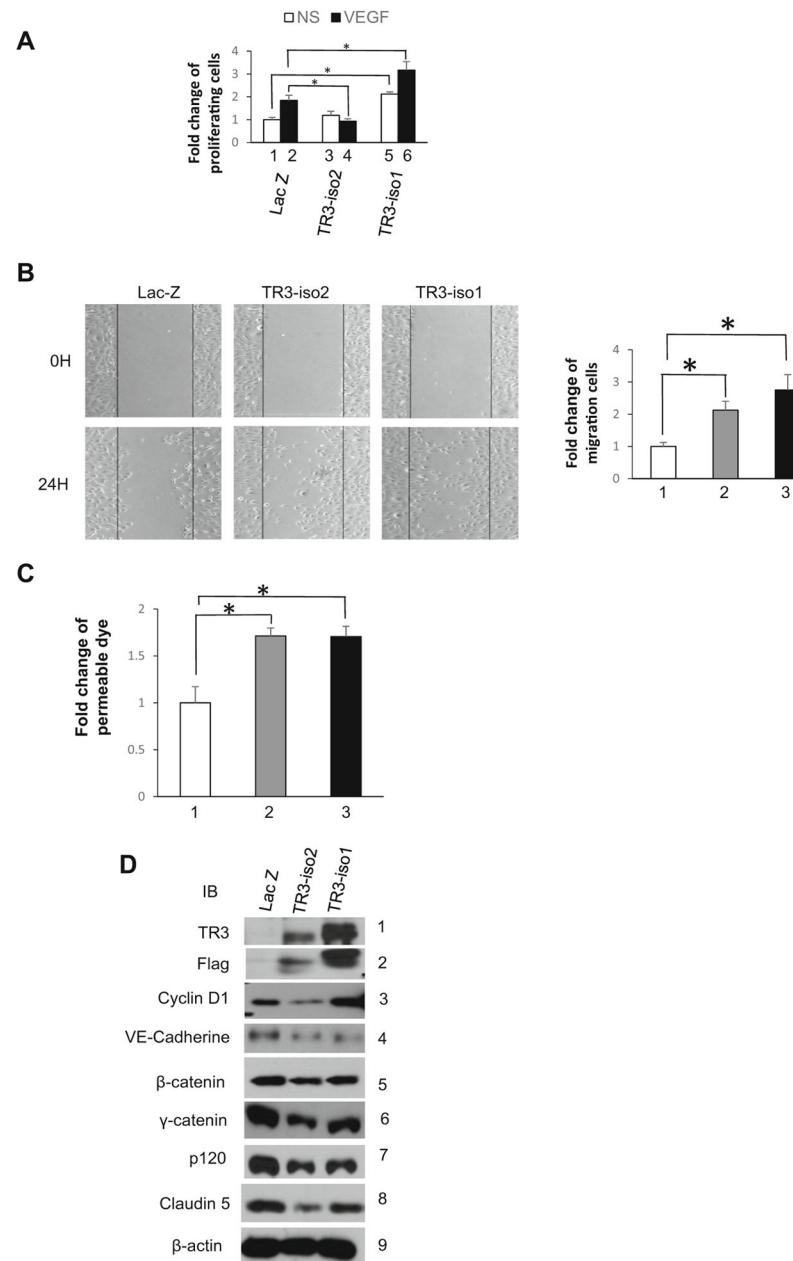 □ NS ■ VEGF
A
Fold change of
proliferating cells
4
3
2
1
0
*
*
*
1 2 3 4 5 6
Lac Z
TR3-iso2
TR3-iso1
B
Lac-Z TR3-iso2 TR3-iso1
0H
24H
Fold change of
migration cells
4
3
2
1
0
*
*
1 2 3
C
Fold change of
permeable dye
2
1.5
1
0.5
0
*
*
1 2 3
D
IB Lac Z TR3-iso2 TR3-iso1
TR3 1
Flag 2
Cyclin D1 3
VE-Cadherine 4
β-catenin 5
γ-catenin 6
p120 7
Claudin 5 8
β-actin 9